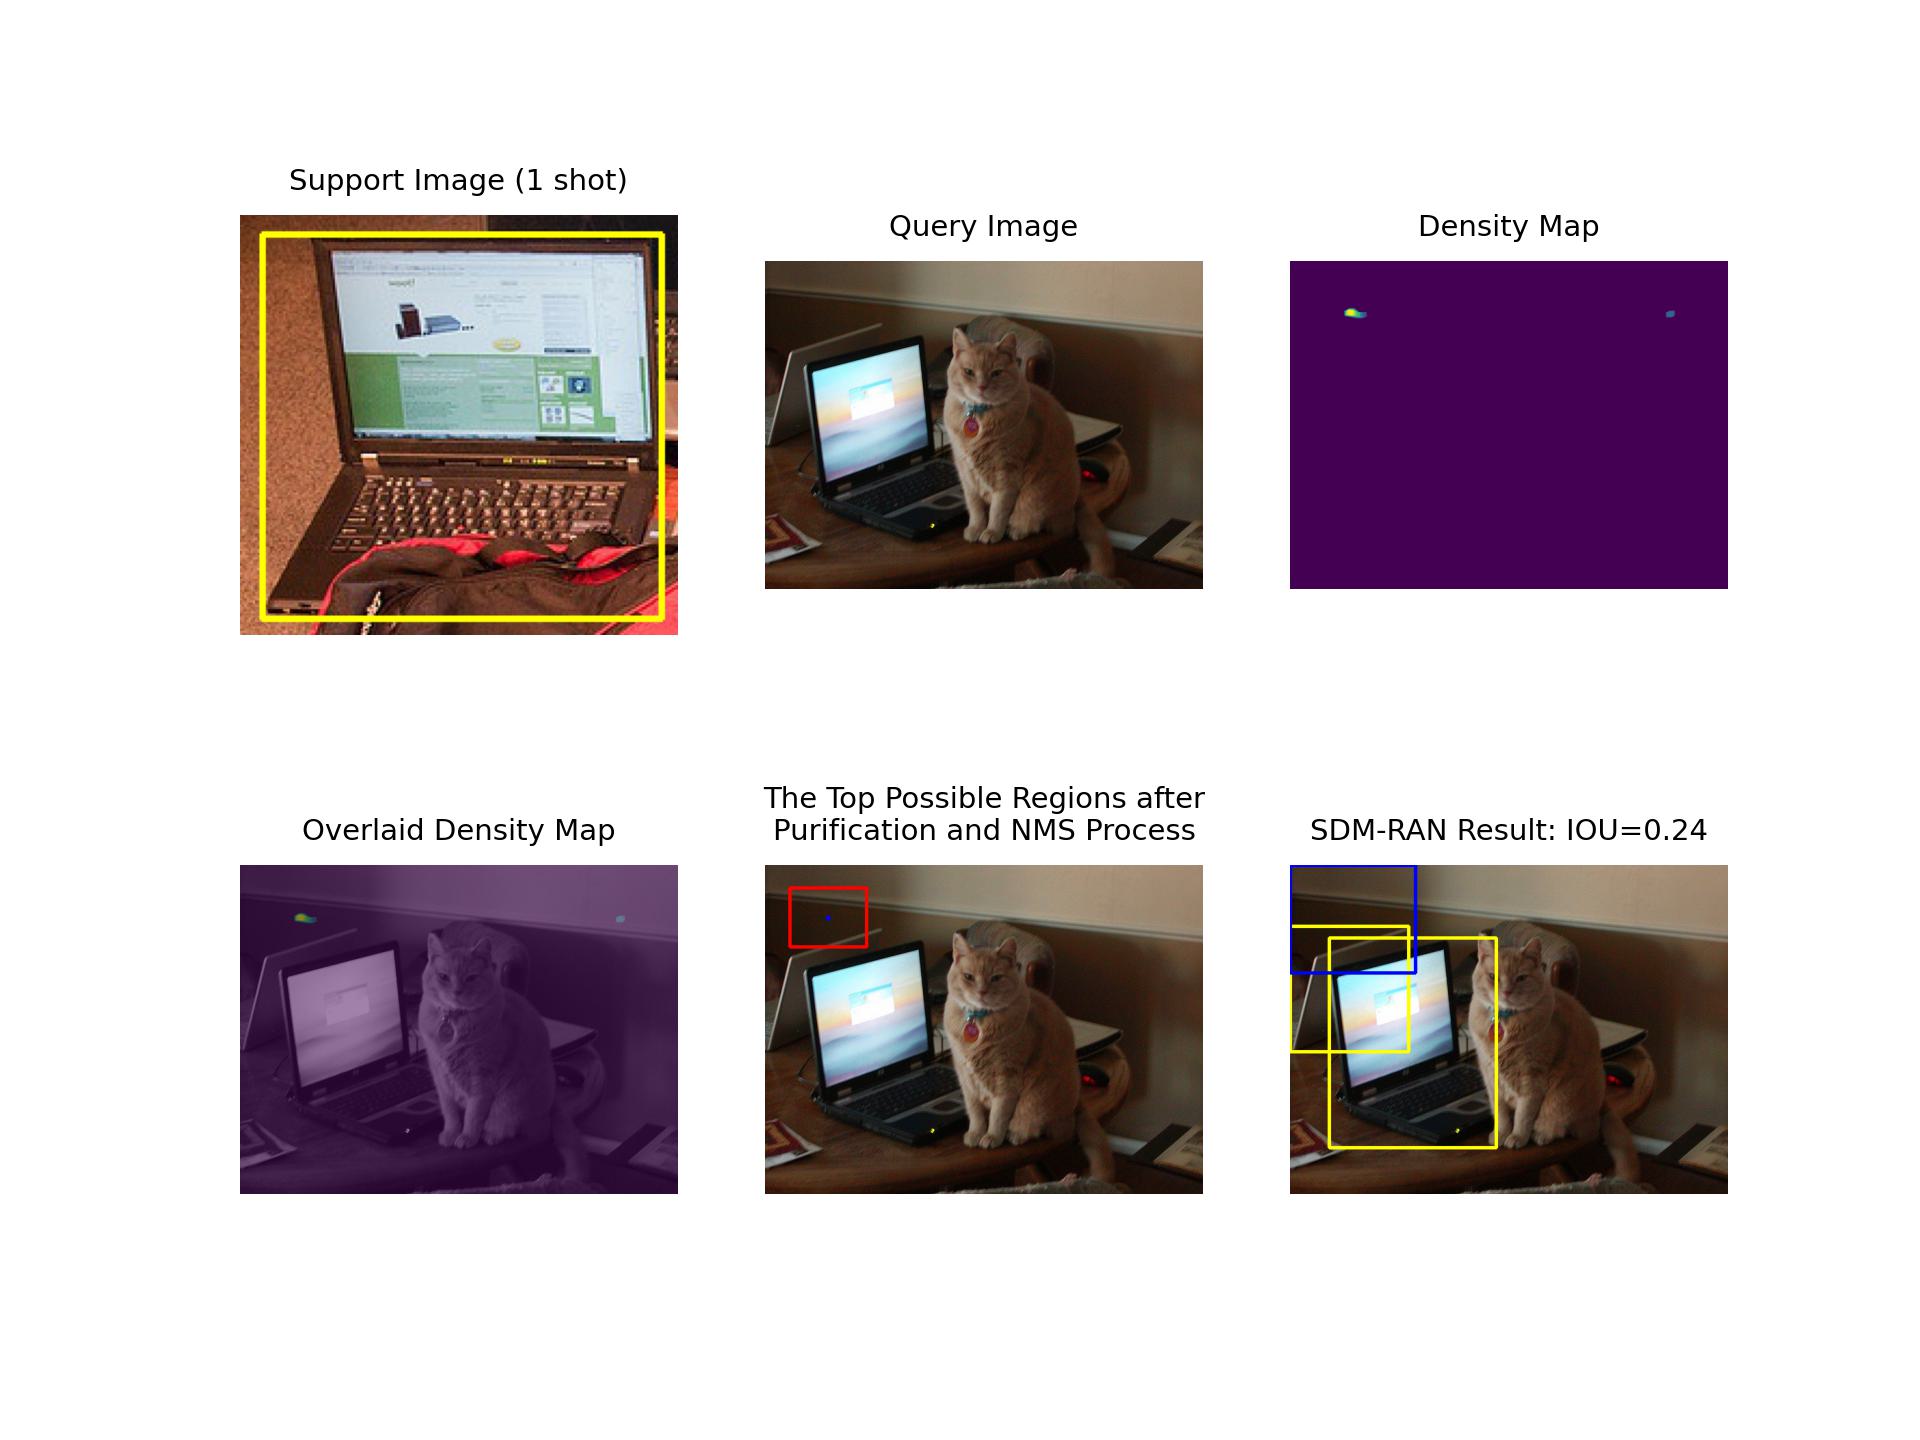 Support Image (1 shot)
Query Image
Density Map
woot!
Overlaid Density Map
The Top Possible Regions after
Purification and NMS Process
SDM-RAN Result: IOU=0.24